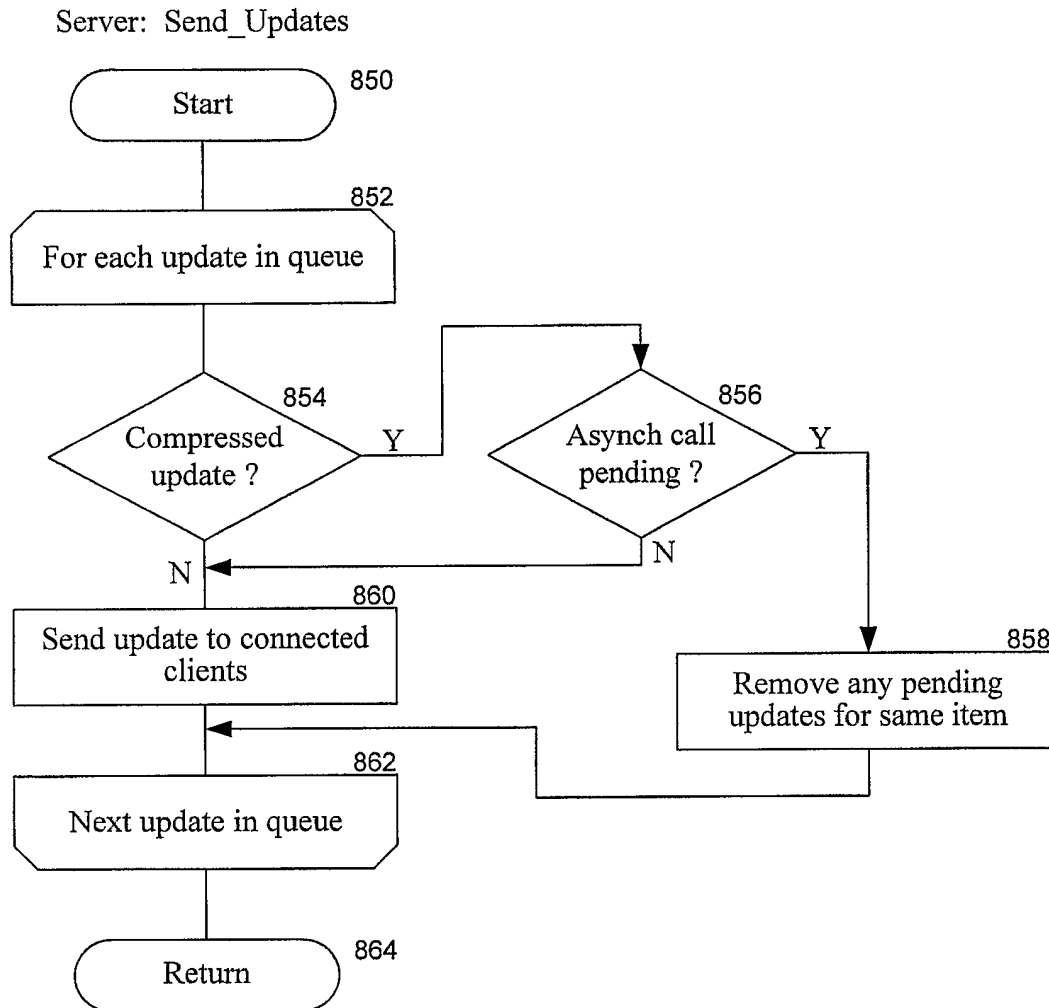 Server: Send_Updates
850
Start
852
For each update in queue
854
Compressed
update ?
Y
N
856
Asynch call
pending ?
Y
N
860
Send update to connected
clients
858
Remove any pending
updates for same item
862
Next update in queue
864
Return